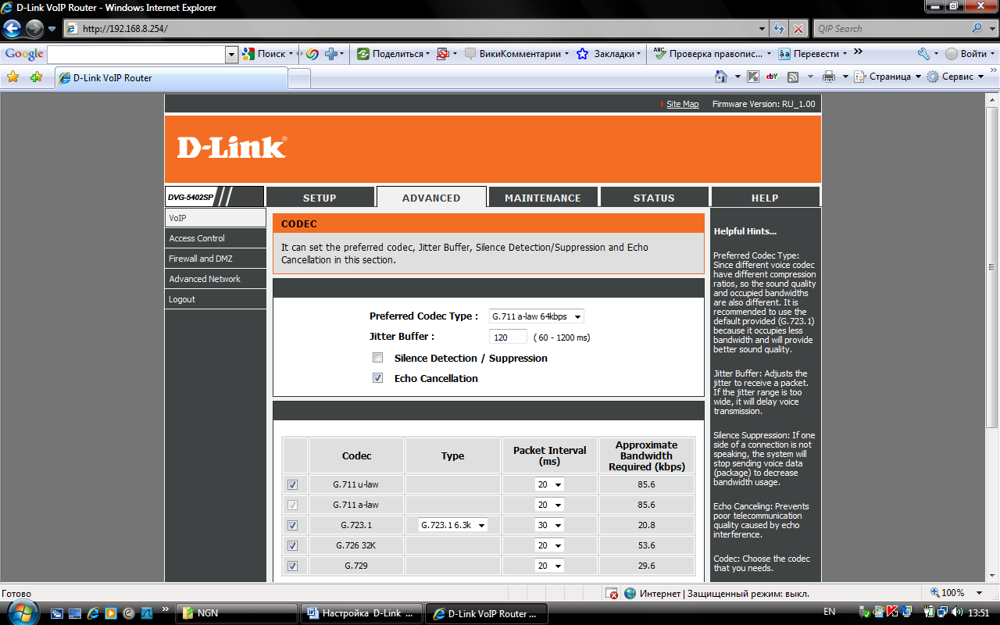 D-Link VoIP Router - Windows Internet Explorer
http://192.168.8.254/
QIP Search
Google
Поиск
Поделиться
ВикиКомментарии
Закладки
ABC Проверка правопис...
Перевести
Войти
D-Link VoIP Router
ebY
Страница
Сервис
Site Map Firmware Version: RU_1.00
D-Link®
DVG-5402SP
SETUP ADVANCED MAINTENANCE STATUS HELP
VoIP
Access Control
Firewall and DMZ
Advanced Network
Logout
CODEC
It can set the preferred codec, Jitter Buffer, Silence Detection/Suppression and Echo
Cancellation in this section.
Preferred Codec Type : G.711 a-law 64kbps
Jitter Buffer : 120 ( 60 - 1200 ms)
Silence Detection / Suppression
Echo Cancellation
Codec Type Packet Interval (ms) Approximate Bandwidth Required (kbps)
G.711 u-law 20 85.6
G.711 a-law 20 85.6
G.723.1 G.723.1 6.3k 30 20.8
G.726 32K 20 53.6
G.729 20 29.6
Helpful Hints...
Preferred Codec Type:
Since different voice codec
have different compression
ratios, so the sound quality
and occupied bandwidths
are also different. It is
recommended to use the
default provided (G.723.1)
because it occupies less
bandwidth and will provide
better sound quality.
Jitter Buffer: Adjusts the
jitter to receive a packet.
If the jitter range is too
wide, it will delay voice
transmission.
Silence Suppression: If one
side of a connection is not
speaking, the system will
stop sending voice data
(package) to decrease
bandwidth usage.
Echo Canceling: Prevents
poor telecommunication
quality caused by echo
interference.
Codec: Choose the codec
that you needs.
Готово
Интернет | Защищенный режим: выкл.
100%
NGN
Настройка D-Link ...
D-Link VoIP Router ...
EN
13:51